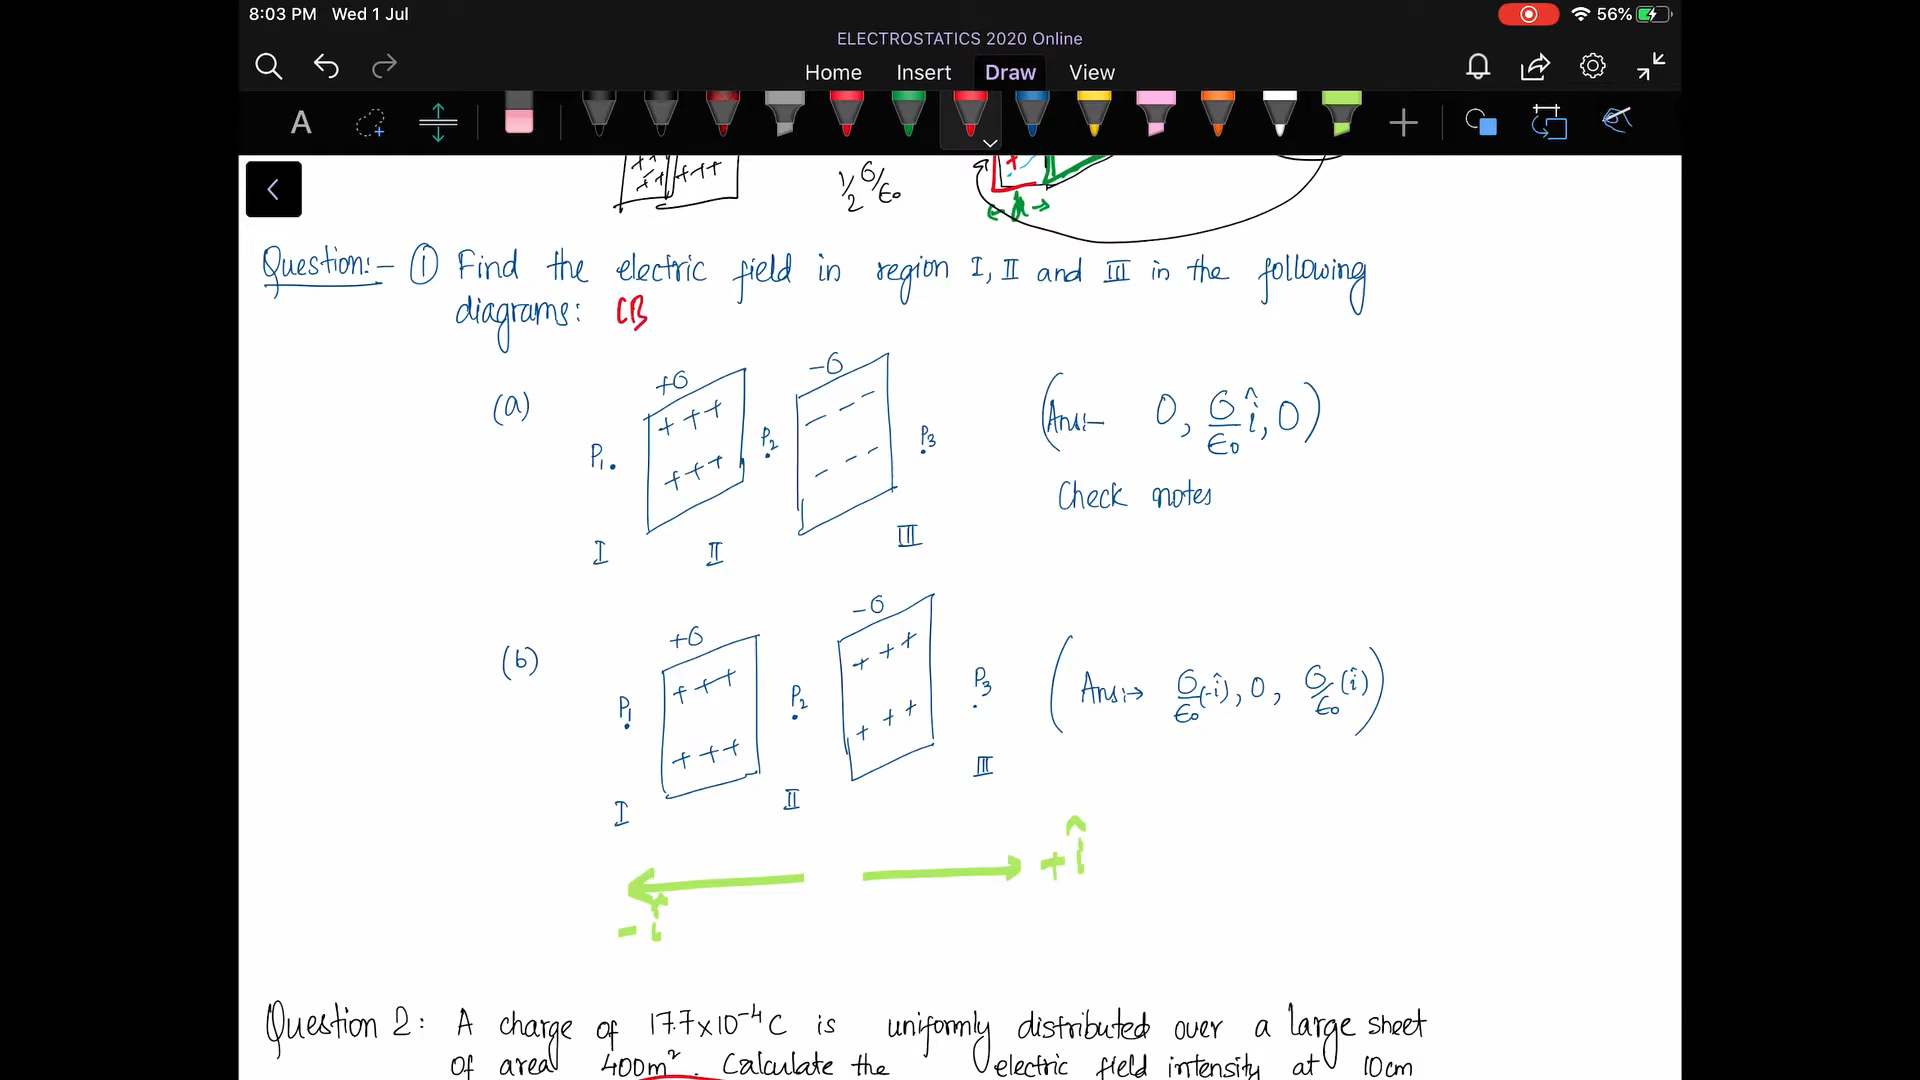 8:03 PM Wed 1 Jul
56%
ELECTROSTATICS 2020 Online
Home Insert Draw View
A
+ + + + + + +
1/2 σ/ε₀
d
Question:- ① Find the electric field in region I, II and III in the following
diagrams: CB
(a)
+σ
-σ
+ + +
+ + +
- - -
- - -
P₁. P₂ P₃
I II III
(Ans:- 0, σ/ε₀ î, 0)
Check notes
(b)
+σ
-σ
+ + +
+ + +
+ + +
+ + +
P₁ P₂ P₃
I II III
(Ans:→ σ/ε₀(-î), 0, σ/ε₀(î))
+î
-î
Question 2: A charge of 17.7×10⁻⁴C is uniformly distributed over a large sheet
of area 400m². Calculate the electric field intensity at 10cm